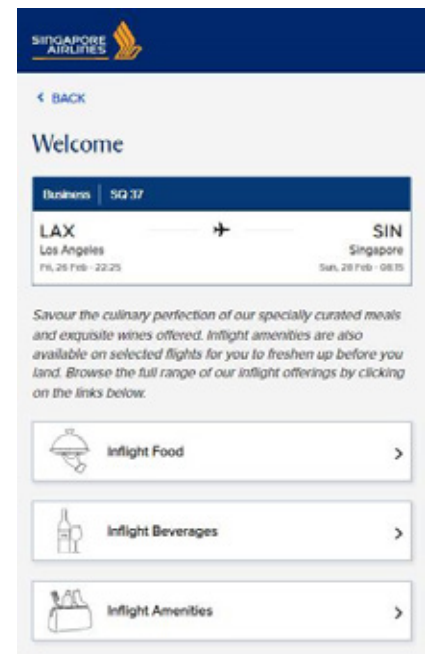 SINGAPORE
AIRLINES
BACK
Welcome
Business | SQ 37
LAX SIN
Los Angeles Singapore
Fri, 26 Feb - 22:25 Sun, 28 Feb - 08:15
Savour the culinary perfection of our specially curated meals
and exquisite wines offered. Inflight amenities are also
available on selected flights for you to freshen up before you
land. Browse the full range of our inflight offerings by clicking
on the links below.
Inflight Food
Inflight Beverages
Inflight Amenities